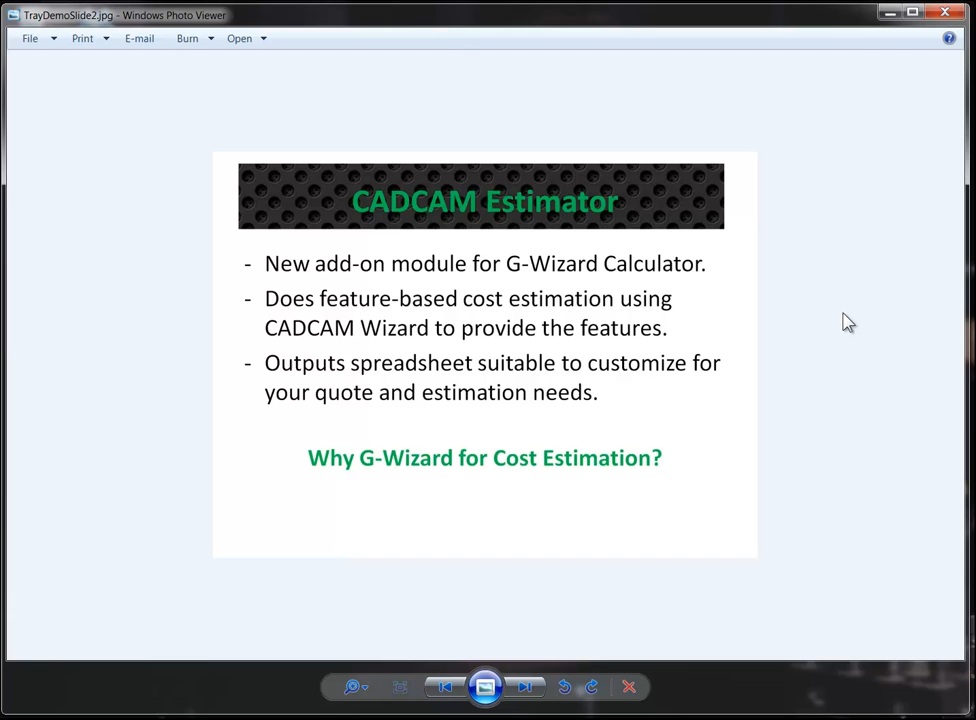 TrayDemoSlide2.jpg - Windows Photo Viewer
File Print E-mail Burn Open
CADCAM Estimator
- New add-on module for G-Wizard Calculator.
- Does feature-based cost estimation using
CADCAM Wizard to provide the features.
- Outputs spreadsheet suitable to customize for
your quote and estimation needs.
Why G-Wizard for Cost Estimation?